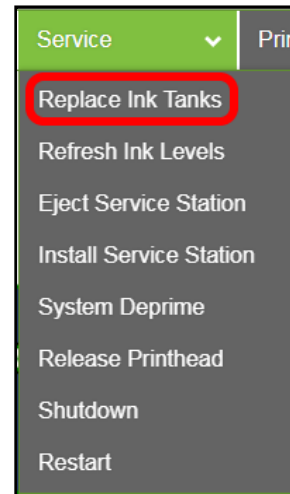 Service Prin
Replace Ink Tanks
Refresh Ink Levels
Eject Service Station
Install Service Station
System Deprime
Release Printhead
Shutdown
Restart